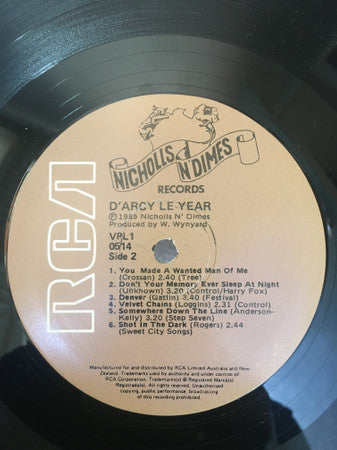 RCA
NICHOLLS N' DIMES
RECORDS
D'ARCY LE YEAR
℗ 1985 Nicholls N' Dimes
Produced by W. Wynyard
VPL1
0514
Side 2
1. You Made A Wanted Man Of Me
(Crossan) 2.40 (Tree)
2. Don't Your Memory Ever Sleep At Night
(Unknown) 3.20 (Control/Harry Fox)
3. Denver (Gatlin) 3.40 (Festival)
4. Velvet Chains (Loggins) 2.31 (Control)
5. Somewhere Down The Line (Anderson-
Kelly) 3.20 (Step Seven)
6. Shot In The Dark (Rogers) 2.44
(Sweet City Songs)
Manufactured for and distributed by RCA Limited Australia and New
Zealand. Trademarks used by authority and under control of
RCA Corporation. Trademark(s) ® Registered Marca(s)
Registrada(s). All rights reserved. Unauthorised
copying, public performance, broadcasting
of this recording prohibited.